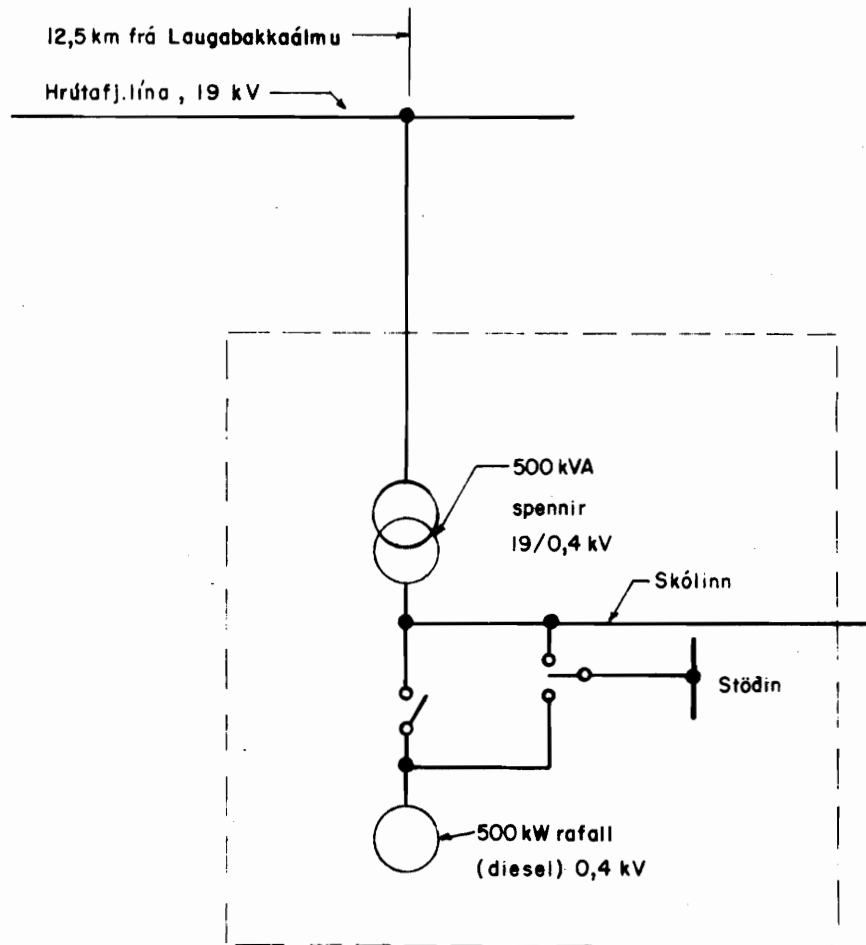 12,5 km frá Laugabakkaálmu
Hrútafj.lína , 19 kV
500 kVA
spennir
19/0,4 kV
Skólinn
Stöðin
500 kW rafall
(diesel) 0,4 kV